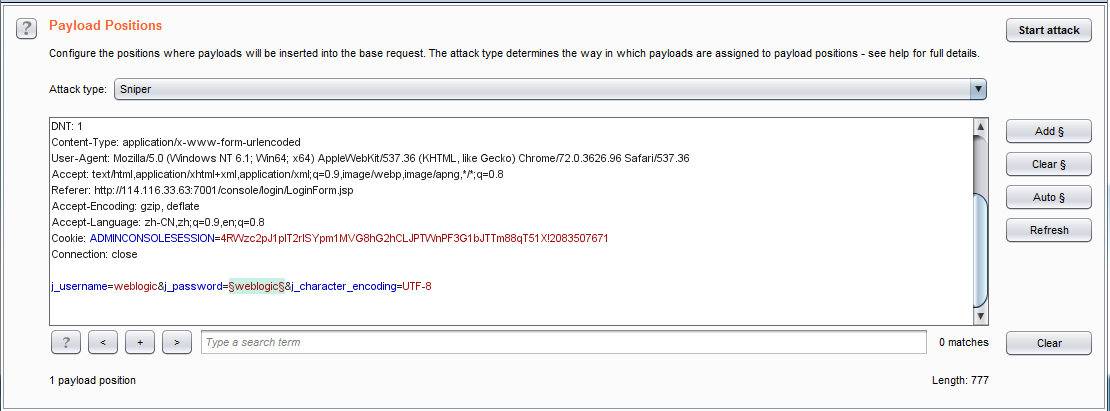 ?
Payload Positions
Start attack
Configure the positions where payloads will be inserted into the base request. The attack type determines the way in which payloads are assigned to payload positions - see help for full details.
Attack type:
Sniper
DNT: 1
Content-Type: application/x-www-form-urlencoded
User-Agent: Mozilla/5.0 (Windows NT 6.1; Win64; x64) AppleWebKit/537.36 (KHTML, like Gecko) Chrome/72.0.3626.96 Safari/537.36
Accept: text/html,application/xhtml+xml,application/xml;q=0.9,image/webp,image/apng,*/*;q=0.8
Referer: http://114.116.33.63:7001/console/login/LoginForm.jsp
Accept-Encoding: gzip, deflate
Accept-Language: zh-CN,zh;q=0.9,en;q=0.8
Cookie: ADMINCONSOLESESSION=
Connection: close
j_username=weblogic&j_password=§weblogic§&j_character_encoding=UTF-8
Add §
Clear §
Auto §
Refresh
?
<
+
>
Type a search term
0 matches
Clear
1 payload position
Length: 777